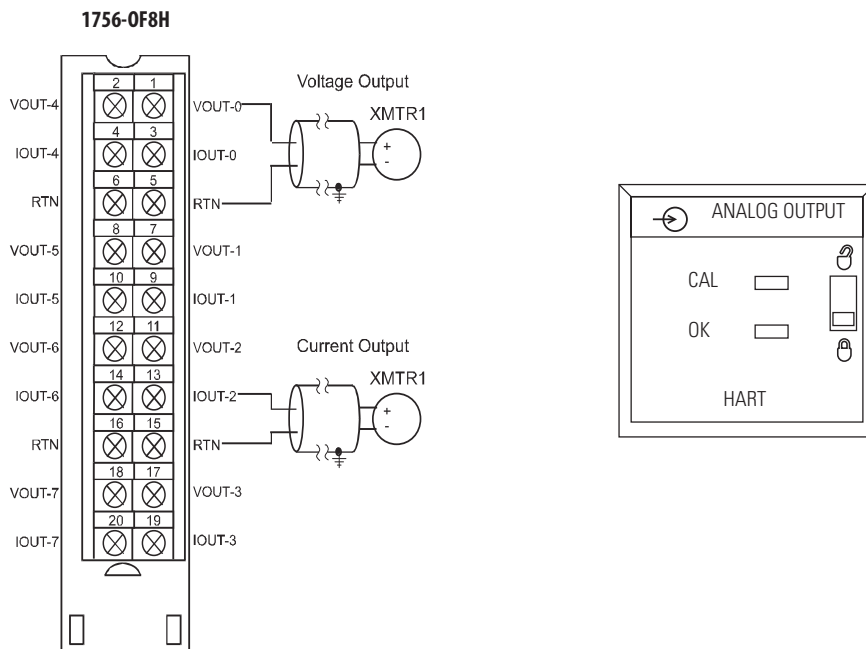 1756-OF8H
2 1
VOUT-4 VOUT-0
4 3
IOUT-4 IOUT-0
6 5
RTN RTN
8 7
VOUT-5 VOUT-1
10 9
IOUT-5 IOUT-1
12 11
VOUT-6 VOUT-2
14 13
IOUT-6 IOUT-2
16 15
RTN RTN
18 17
VOUT-7 VOUT-3
20 19
IOUT-7 IOUT-3
Voltage Output
XMTR1
+
-
Current Output
XMTR1
+
-
ANALOG OUTPUT
CAL
OK
HART